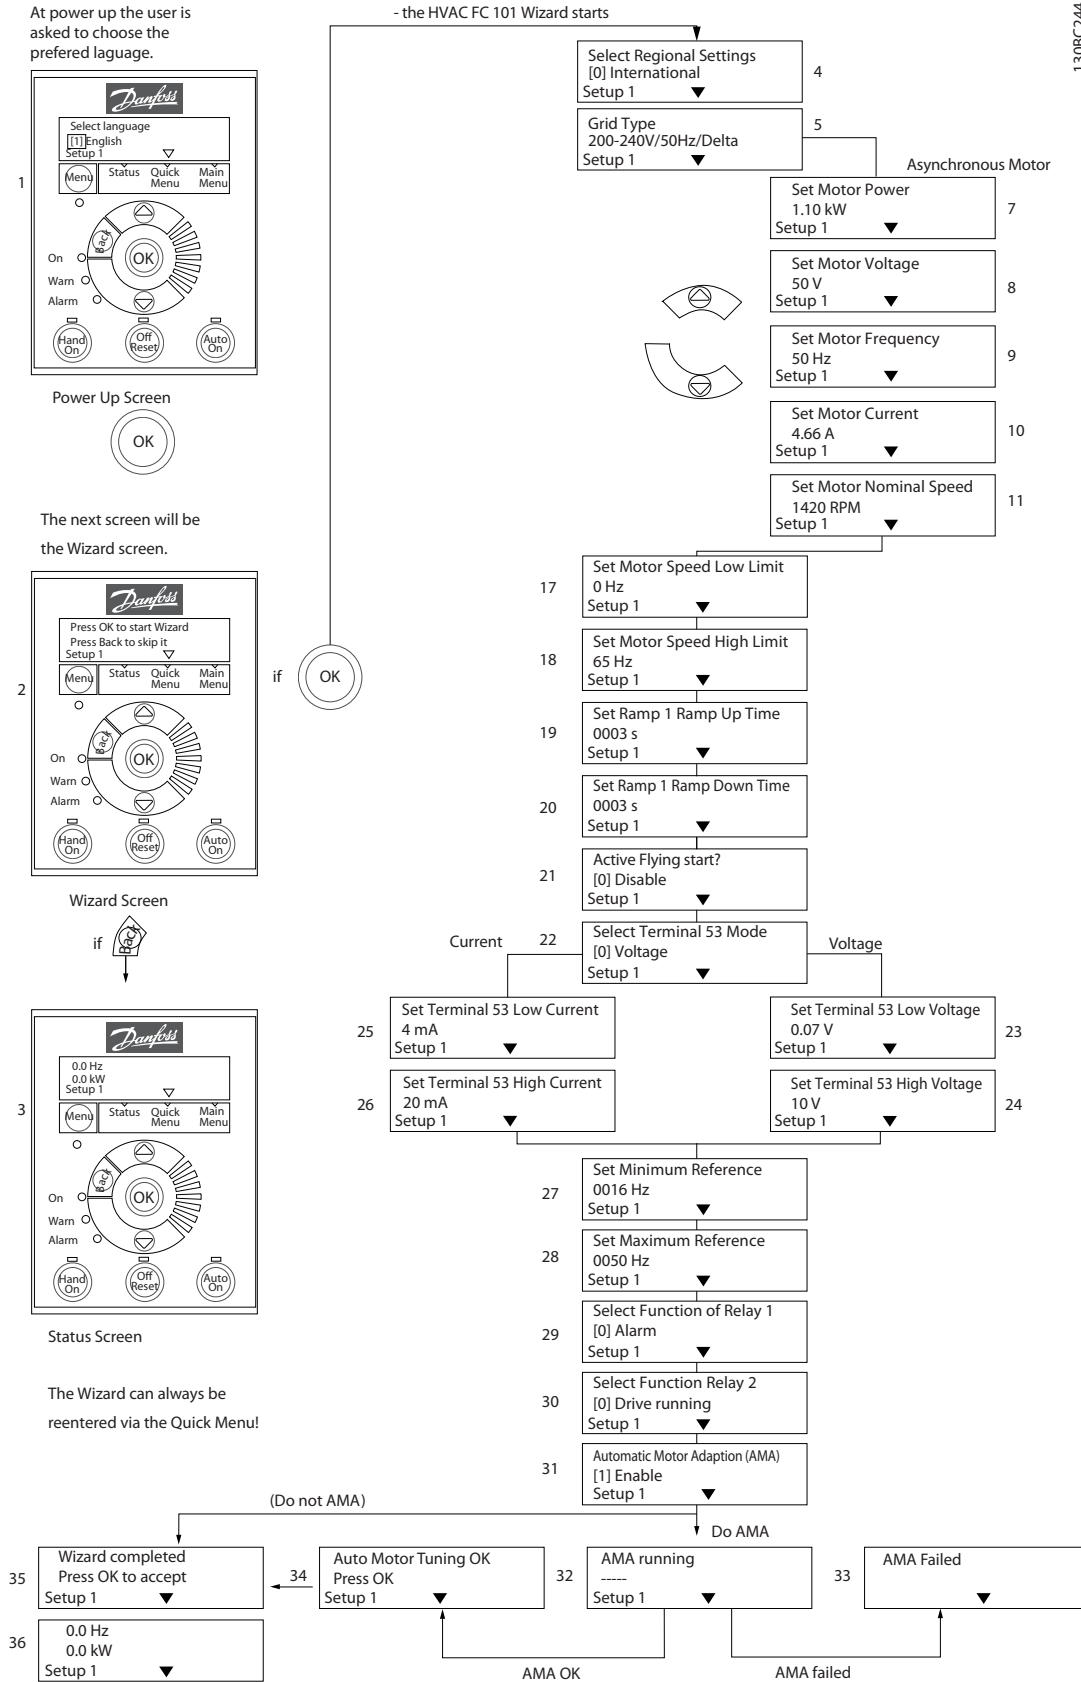 At power up the user is
asked to choose the
prefered laguage.
- the HVAC FC 101 Wizard starts
130BC244
Danfoss
Select language
[1] English
Setup 1
Menu
Status
Quick
Menu
Main
Menu
1
Back
OK
On
Warn
Alarm
Hand
On
Off
Reset
Auto
On
Power Up Screen
OK
The next screen will be
the Wizard screen.
Danfoss
Press OK to start Wizard
Press Back to skip it
Setup 1
Menu
Status
Quick
Menu
Main
Menu
2
Back
OK
On
Warn
Alarm
Hand
On
Off
Reset
Auto
On
if
OK
Wizard Screen
if
Back
Danfoss
0.0 Hz
0.0 kW
Setup 1
Menu
Status
Quick
Menu
Main
Menu
3
Back
OK
On
Warn
Alarm
Hand
On
Off
Reset
Auto
On
Status Screen
The Wizard can always be
reentered via the Quick Menu!
Select Regional Settings
[0] International
Setup 1
4
Grid Type
200-240V/50Hz/Delta
Setup 1
5
Asynchronous Motor
Set Motor Power
1.10 kW
Setup 1
7
Set Motor Voltage
50 V
Setup 1
8
Set Motor Frequency
50 Hz
Setup 1
9
Set Motor Current
4.66 A
Setup 1
10
Set Motor Nominal Speed
1420 RPM
Setup 1
11
Set Motor Speed Low Limit
0 Hz
Setup 1
17
Set Motor Speed High Limit
65 Hz
Setup 1
18
Set Ramp 1 Ramp Up Time
0003 s
Setup 1
19
Set Ramp 1 Ramp Down Time
0003 s
Setup 1
20
Active Flying start?
[0] Disable
Setup 1
21
Current
22
Select Terminal 53 Mode
[0] Voltage
Setup 1
Voltage
25
Set Terminal 53 Low Current
4 mA
Setup 1
Set Terminal 53 Low Voltage
0.07 V
Setup 1
23
26
Set Terminal 53 High Current
20 mA
Setup 1
Set Terminal 53 High Voltage
10 V
Setup 1
24
27
Set Minimum Reference
0016 Hz
Setup 1
28
Set Maximum Reference
0050 Hz
Setup 1
29
Select Function of Relay 1
[0] Alarm
Setup 1
30
Select Function Relay 2
[0] Drive running
Setup 1
31
Automatic Motor Adaption (AMA)
[1] Enable
Setup 1
(Do not AMA)
Do AMA
35
Wizard completed
Press OK to accept
Setup 1
34
Auto Motor Tuning OK
Press OK
Setup 1
32
AMA running
-----
Setup 1
33
AMA Failed
36
0.0 Hz
0.0 kW
Setup 1
AMA OK
AMA failed